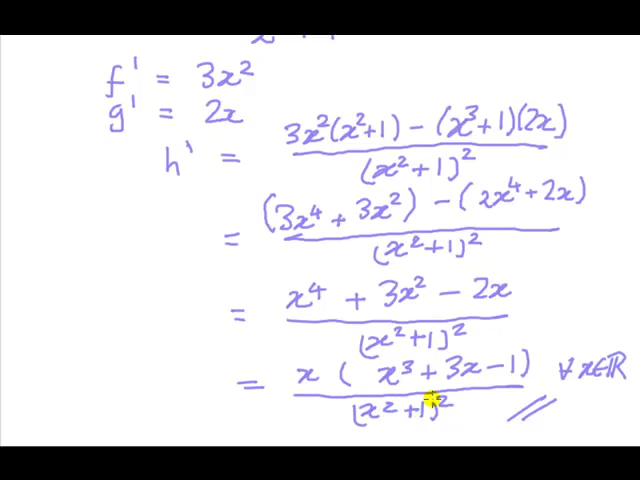 f' = 3x²
g' = 2x
h' = 3x²(x²+1) − (x³+1)(2x) / (x²+1)²
= (3x⁴ + 3x²) − (2x⁴ + 2x) / (x²+1)²
= x⁴ + 3x² − 2x / (x²+1)²
= x ( x³ + 3x − 1) / (x²+1)² ∀ x∈ℝ